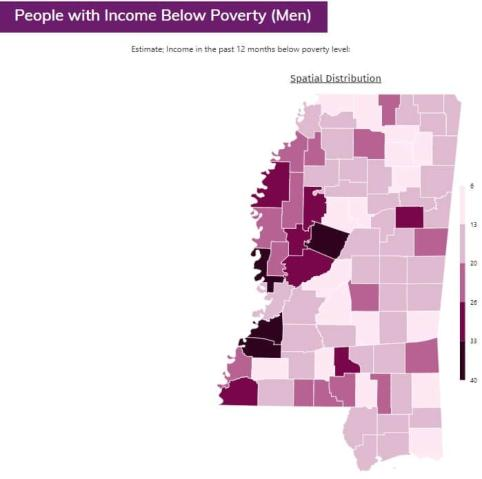 People with Income Below Poverty (Men)
Estimate; Income in the past 12 months below poverty level:
Spatial Distribution
6
13
20
26
33
40